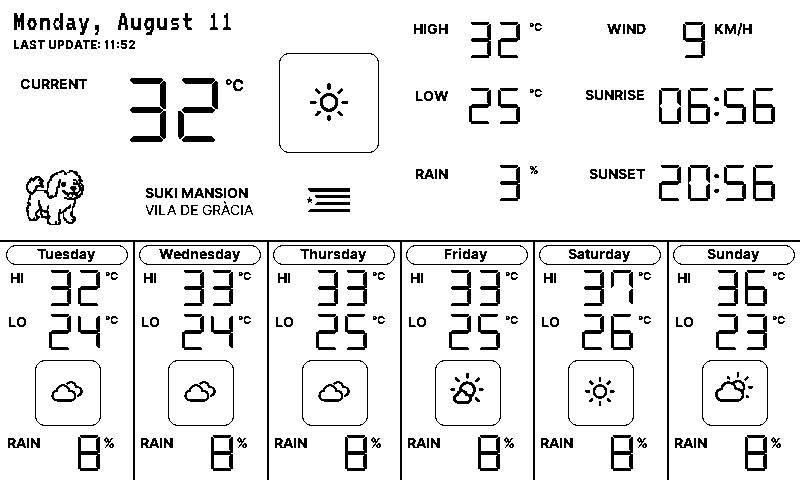 Monday, August 11
LAST UPDATE: 11:52
CURRENT 32 °C
SUKI MANSION
VILA DE GRÀCIA
HIGH 32 °C
LOW 25 °C
RAIN 3 %
WIND 9 KM/H
SUNRISE 06:56
SUNSET 20:56
Tuesday
HI 32 °C
LO 24 °C
RAIN 8 %
Wednesday
HI 33 °C
LO 24 °C
RAIN 8 %
Thursday
HI 33 °C
LO 25 °C
RAIN 8 %
Friday
HI 33 °C
LO 25 °C
RAIN 8 %
Saturday
HI 37 °C
LO 26 °C
RAIN 8 %
Sunday
HI 36 °C
LO 23 °C
RAIN 8 %